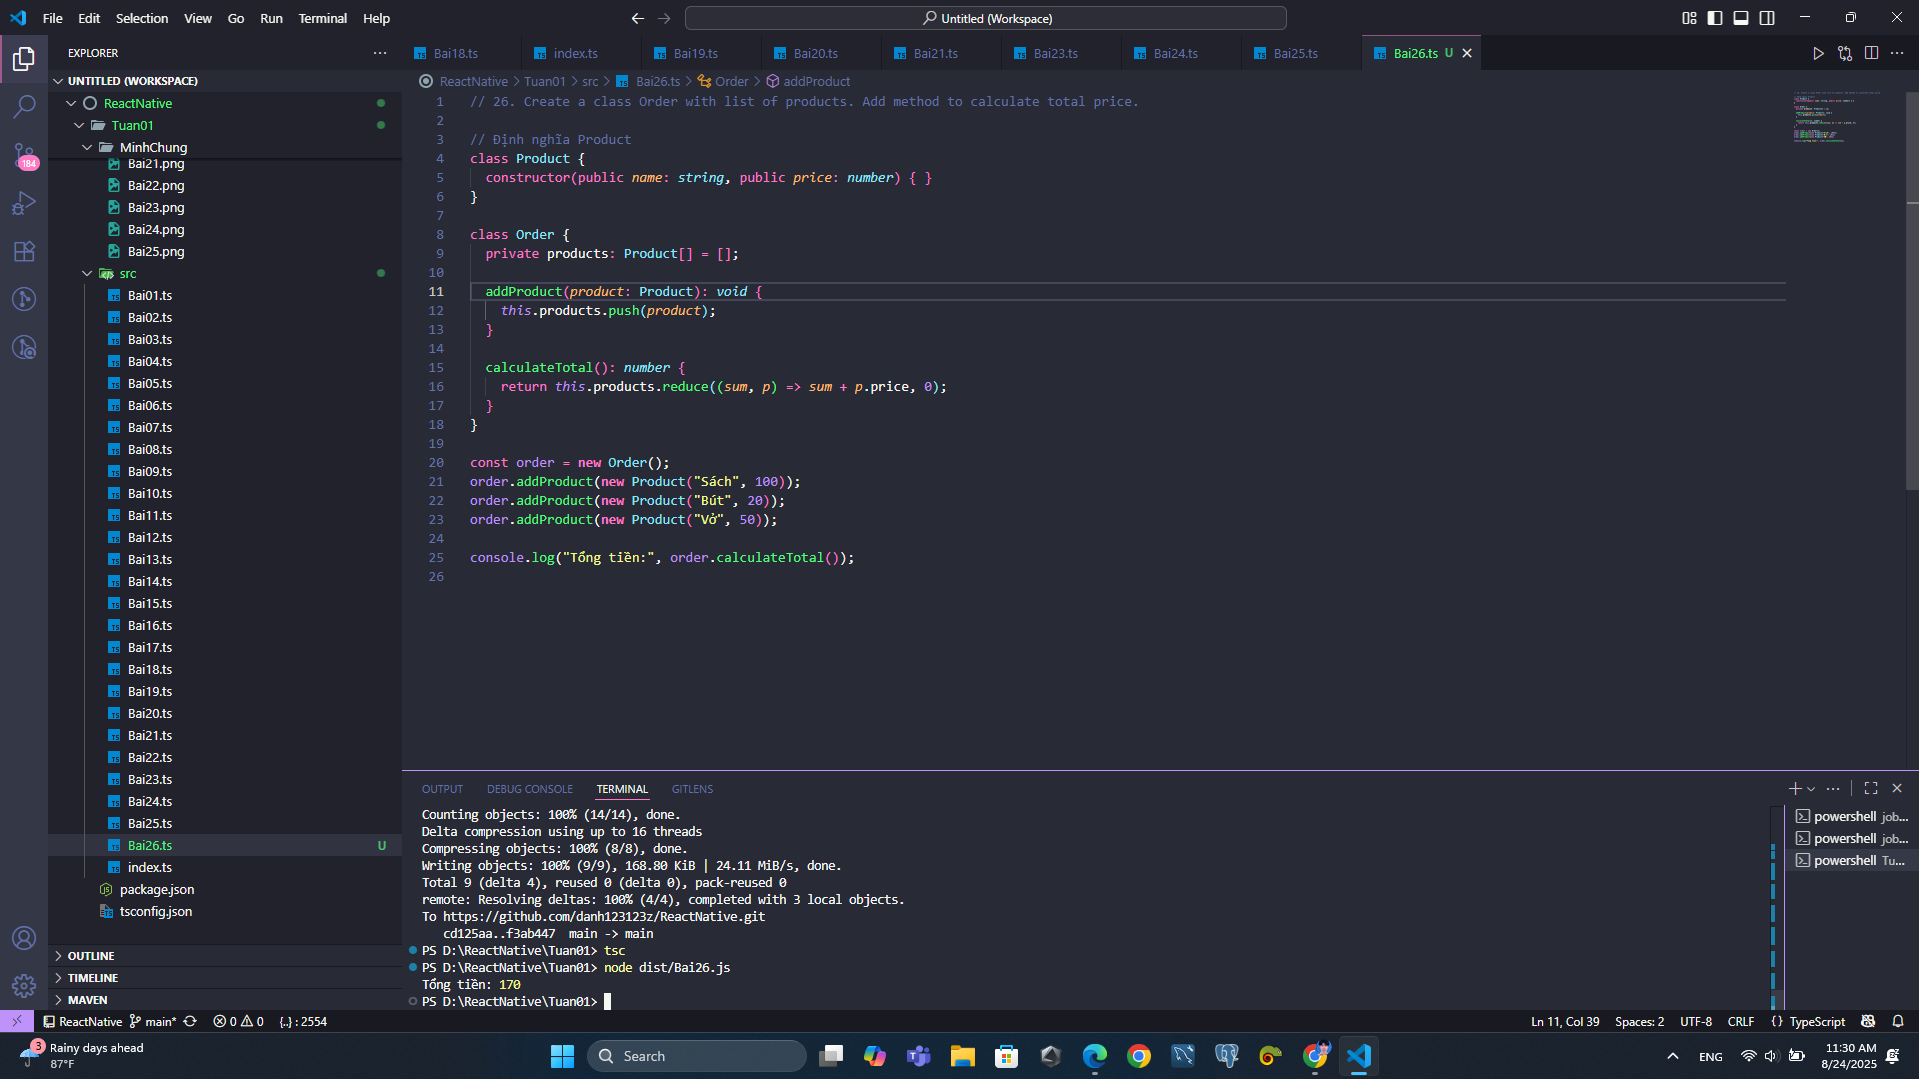 File Edit Selection View Go Run Terminal Help
Untitled (Workspace)
EXPLORER
Bai18.ts index.ts Bai19.ts Bai20.ts Bai21.ts Bai23.ts Bai24.ts Bai25.ts Bai26.ts U
UNTITLED (WORKSPACE)
ReactNative > Tuan01 > src > Bai26.ts > Order > addProduct
ReactNative
Tuan01
MinhChung
Bai21.png
Bai22.png
Bai23.png
Bai24.png
Bai25.png
src
Bai01.ts
Bai02.ts
Bai03.ts
Bai04.ts
Bai05.ts
Bai06.ts
Bai07.ts
Bai08.ts
Bai09.ts
Bai10.ts
Bai11.ts
Bai12.ts
Bai13.ts
Bai14.ts
Bai15.ts
Bai16.ts
Bai17.ts
Bai18.ts
Bai19.ts
Bai20.ts
Bai21.ts
Bai22.ts
Bai23.ts
Bai24.ts
Bai25.ts
Bai26.ts U
index.ts
package.json
tsconfig.json
OUTLINE
TIMELINE
MAVEN
184
1 // 26. Create a class Order with list of products. Add method to calculate total price.
2
3 // Định nghĩa Product
4 class Product {
5 constructor(public name: string, public price: number) { }
6 }
7
8 class Order {
9 private products: Product[] = [];
10
11 addProduct(product: Product): void {
12 this.products.push(product);
13 }
14
15 calculateTotal(): number {
16 return this.products.reduce((sum, p) => sum + p.price, 0);
17 }
18 }
19
20 const order = new Order();
21 order.addProduct(new Product("Sách", 100));
22 order.addProduct(new Product("Bút", 20));
23 order.addProduct(new Product("Vở", 50));
24
25 console.log("Tổng tiền:", order.calculateTotal());
26
OUTPUT DEBUG CONSOLE TERMINAL GITLENS
Counting objects: 100% (14/14), done.
Delta compression using up to 16 threads
Compressing objects: 100% (8/8), done.
Writing objects: 100% (9/9), 168.80 KiB | 24.11 MiB/s, done.
Total 9 (delta 4), reused 0 (delta 0), pack-reused 0
remote: Resolving deltas: 100% (4/4), completed with 3 local objects.
To https://github.com/danh123123z/ReactNative.git
cd125aa..f3ab447 main -> main
PS D:\ReactNative\Tuan01> tsc
PS D:\ReactNative\Tuan01> node dist/Bai26.js
Tổng tiền: 170
PS D:\ReactNative\Tuan01>
powershell job...
powershell job...
powershell Tu...
ReactNative main* 0 0 {..} : 2554
Ln 11, Col 39 Spaces: 2 UTF-8 CRLF {} TypeScript
3
Rainy days ahead
87°F
Search
ENG
11:30 AM
8/24/2025